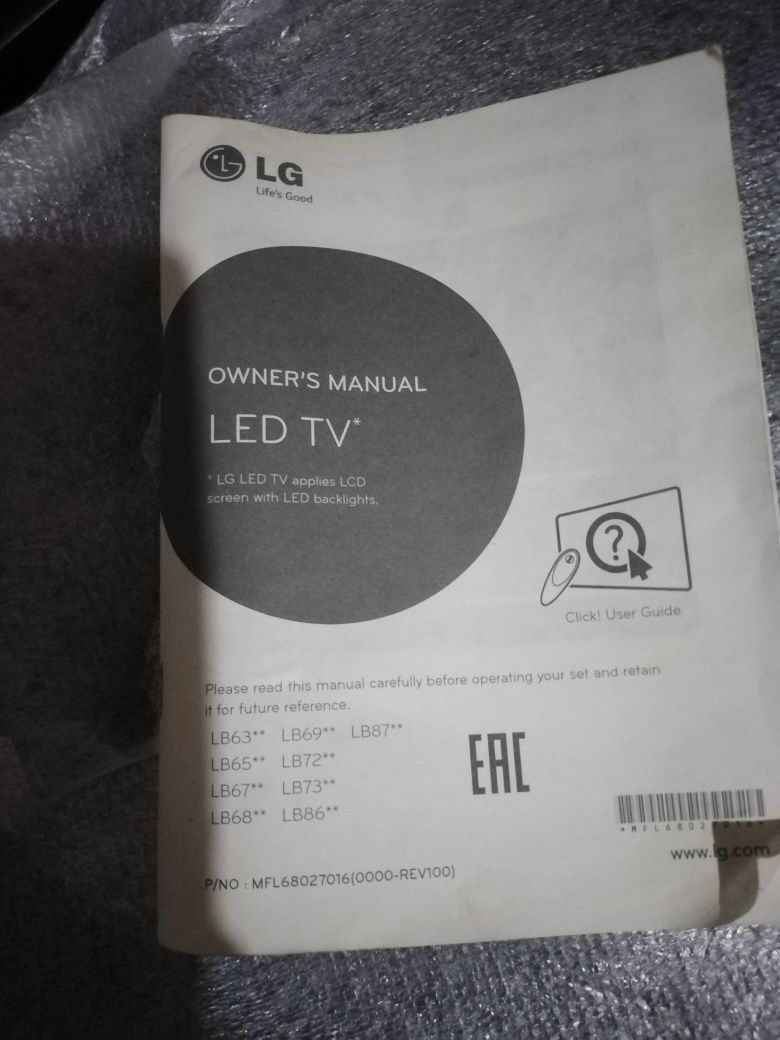 LG
Life's Good
OWNER'S MANUAL
LED TV*
* LG LED TV applies LCD
screen with LED backlights.
?
Click! User Guide
Please read this manual carefully before operating your set and retain
it for future reference.
LB63** LB69** LB87**
LB65** LB72**
LB67** LB73**
LB68** LB86**
EAC
P/NO : MFL68027016(0000-REV100)
www.lg.com